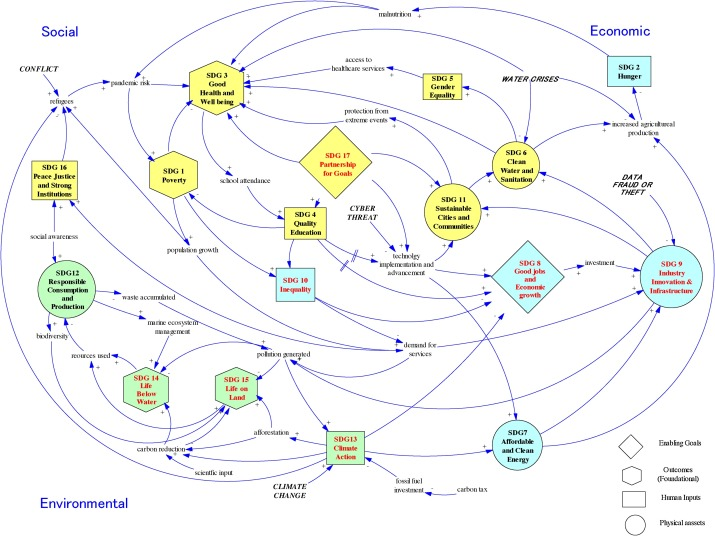 Social
Economic
malnutrition
CONFLICT
refugees
pandemic risk
SDG 3
Good
Health and
Well being
access to
healthcare services
SDG 5
Gender
Equality
WATER CRISES
SDG 2
Hunger
protection from
extreme events
increased agricultureal
production
SDG 16
Peace Justice
and Strong
Institutions
SDG 1
Poverty
school attendance
SDG 17
Partnership
for Goals
SDG 6
Clean
Water and
Sanitation
DATA
FRAUD OR
THEFT
SDG 11
Sustainable
Cities and
Communities
SDG 4
Quality
Education
CYBER
THREAT
social awareness
population growth
technolgy
implementation and
advancement
SDG12
Responsible
Consumption
and
Production
SDG 10
Inequality
SDG 8
Good jobs
and
Economic
growth
investment
SDG 9
Industry
Innovation &
Infrastructure
waste accumulated
marine ecosystem
management
biodiversity
reources used
pollution generated
demand for
services
SDG 14
Life
Below
Water
SDG 15
Life on
Land
afforestation
carbon reduction
scientfic input
SDG13
Climate
Action
SDG7
Affordable
and Clean
Energy
CLIMATE
CHANGE
fossil fuel
investment
carbon tax
Environmental
Enabling Goals
Outcomes
(Foundational)
Human Inputs
Physical assets